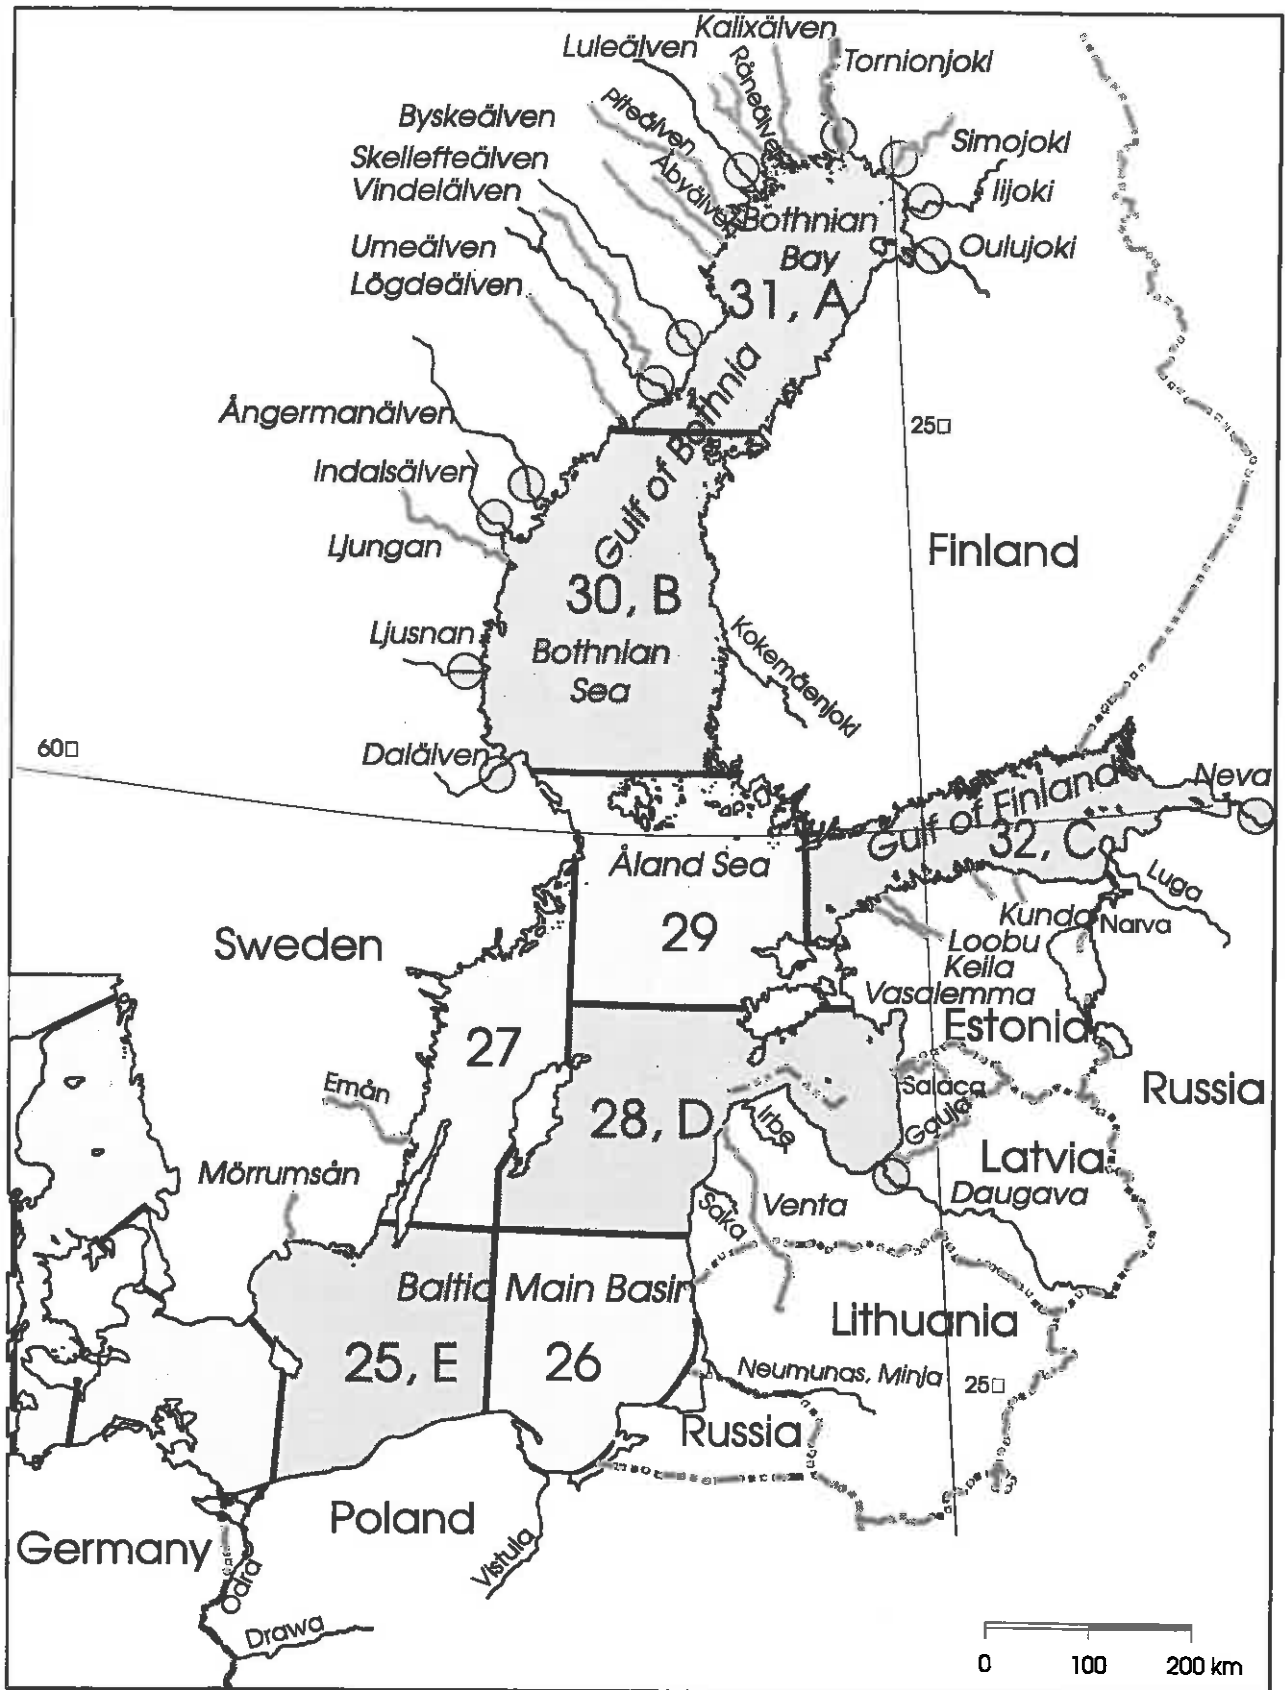 Kalixälven
Luleälven
Råneälven
Tornionjoki
Piteälven
Byskeälven
Åbyälven
Simojoki
Skellefteälven
Vindelälven
Iijoki
Bothnian
Bay
Umeälven
Oulujoki
Lögdeälven
31, A
Gulf of Bothnia
Ångermanälven
25□
Indalsälven
Ljungan
Finland
30, B
Ljusnan
Bothnian
Sea
Kokemäenjoki
60□
Dalälven
Neva
Gulf of Finland
32, C
Åland Sea
Luga
Kunda
Narva
29
Sweden
Loobu
Keila
Vasalemma
Estonia
27
Emån
Salaca
Russia
28, D
Irbe
Gauja
Latvia
Mörrumsån
Saka
Venta
Daugava
Baltic Main Basin
Lithuania
25, E
26
Neumunas, Minja
25□
Russia
Poland
Germany
Vistula
Odra
Drawa
0 100 200 km